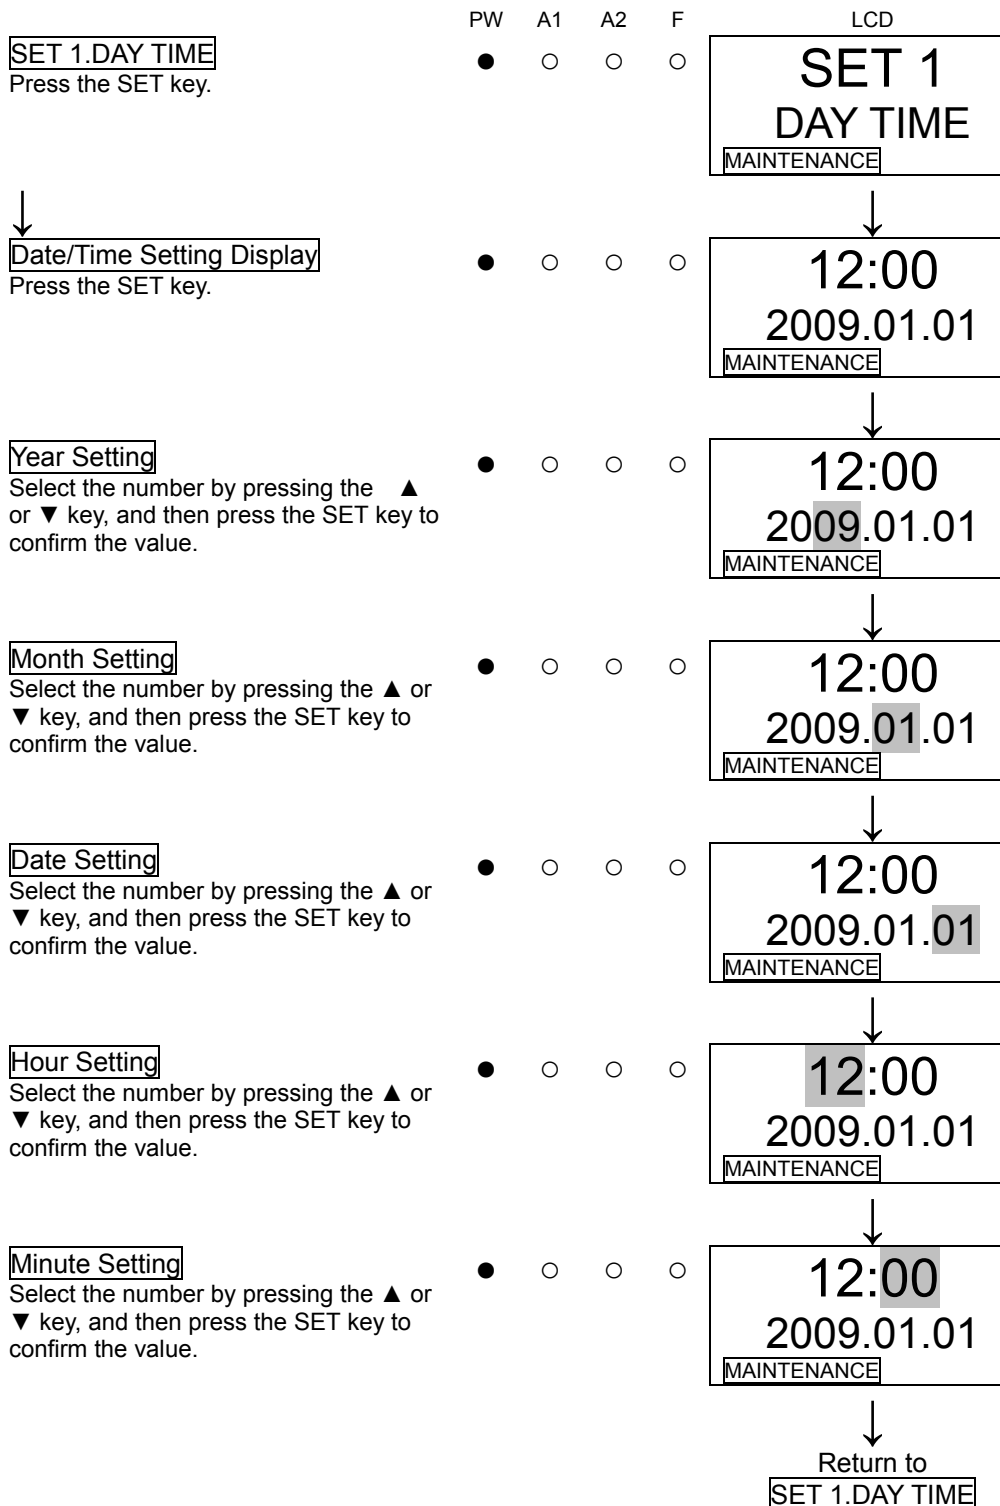 PW A1 A2 F LCD
SET 1.DAY TIME
Press the SET key.
● ○ ○ ○
SET 1
DAY TIME
MAINTENANCE
↓ ↓
Date/Time Setting Display
Press the SET key.
● ○ ○ ○
12:00
2009.01.01
MAINTENANCE
↓
Year Setting
Select the number by pressing the ▲
or ▼ key, and then press the SET key to
confirm the value.
● ○ ○ ○
12:00
2009.01.01
MAINTENANCE
↓
Month Setting
Select the number by pressing the ▲ or
▼ key, and then press the SET key to
confirm the value.
● ○ ○ ○
12:00
2009.01.01
MAINTENANCE
↓
Date Setting
Select the number by pressing the ▲ or
▼ key, and then press the SET key to
confirm the value.
● ○ ○ ○
12:00
2009.01.01
MAINTENANCE
↓
Hour Setting
Select the number by pressing the ▲ or
▼ key, and then press the SET key to
confirm the value.
● ○ ○ ○
12:00
2009.01.01
MAINTENANCE
↓
Minute Setting
Select the number by pressing the ▲ or
▼ key, and then press the SET key to
confirm the value.
● ○ ○ ○
12:00
2009.01.01
MAINTENANCE
↓
Return to
SET 1.DAY TIME